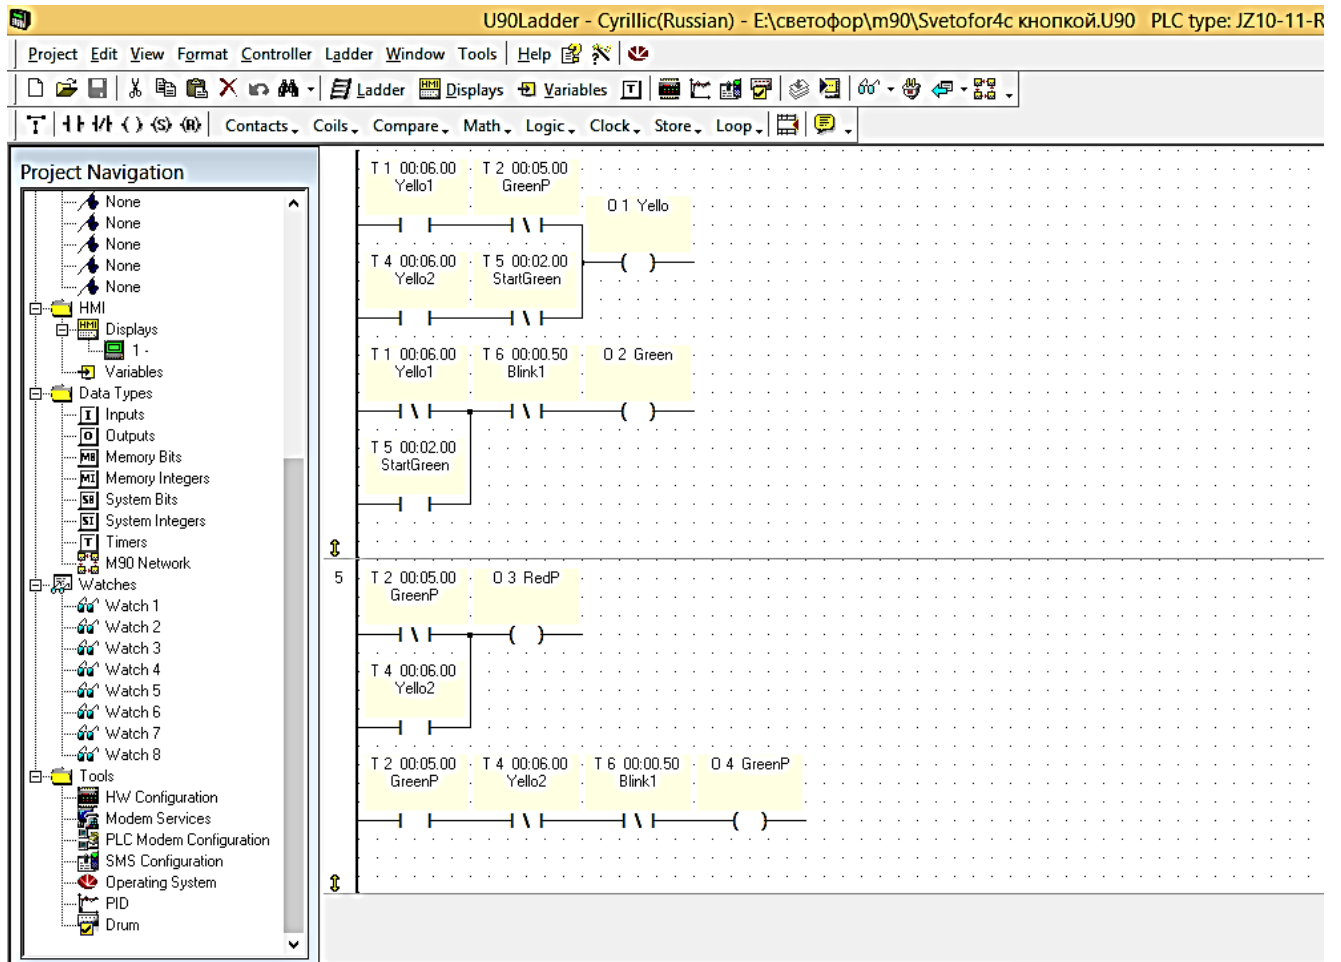 U90Ladder - Cyrillic(Russian) - E:\светофор\m90\Svetofor4с кнопкой.U90 PLC type: JZ10-11-R
Project Edit View Format Controller Ladder Window Tools Help
Ladder Displays Variables T
T (S) (R) Contacts Coils Compare Math Logic Clock Store Loop
Project Navigation
None
None
None
None
None
HMI
HMI Displays
1 -
Variables
Data Types
I Inputs
O Outputs
MB Memory Bits
MI Memory Integers
SB System Bits
SI System Integers
T Timers
M90 Network
Watches
Watch 1
Watch 2
Watch 3
Watch 4
Watch 5
Watch 6
Watch 7
Watch 8
Tools
HW Configuration
Modem Services
PLC Modem Configuration
SMS Configuration
Operating System
PID
Drum
T 1 00:06.00 T 2 00:05.00
Yello1 GreenP
O 1 Yello
T 4 00:06.00 T 5 00:02.00
Yello2 StartGreen
T 1 00:06.00 T 6 00:00.50 O 2 Green
Yello1 Blink1
T 5 00:02.00
StartGreen
5 T 2 00:05.00 O 3 RedP
GreenP
T 4 00:06.00
Yello2
T 2 00:05.00 T 4 00:06.00 T 6 00:00.50 O 4 GreenP
GreenP Yello2 Blink1